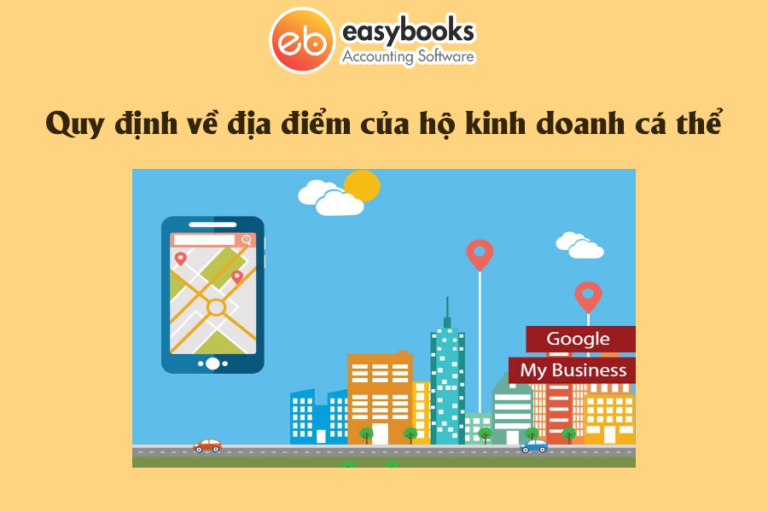 eb easybooks
Accounting Software
Quy định về địa điểm của hộ kinh doanh cá thể
Google
My Business